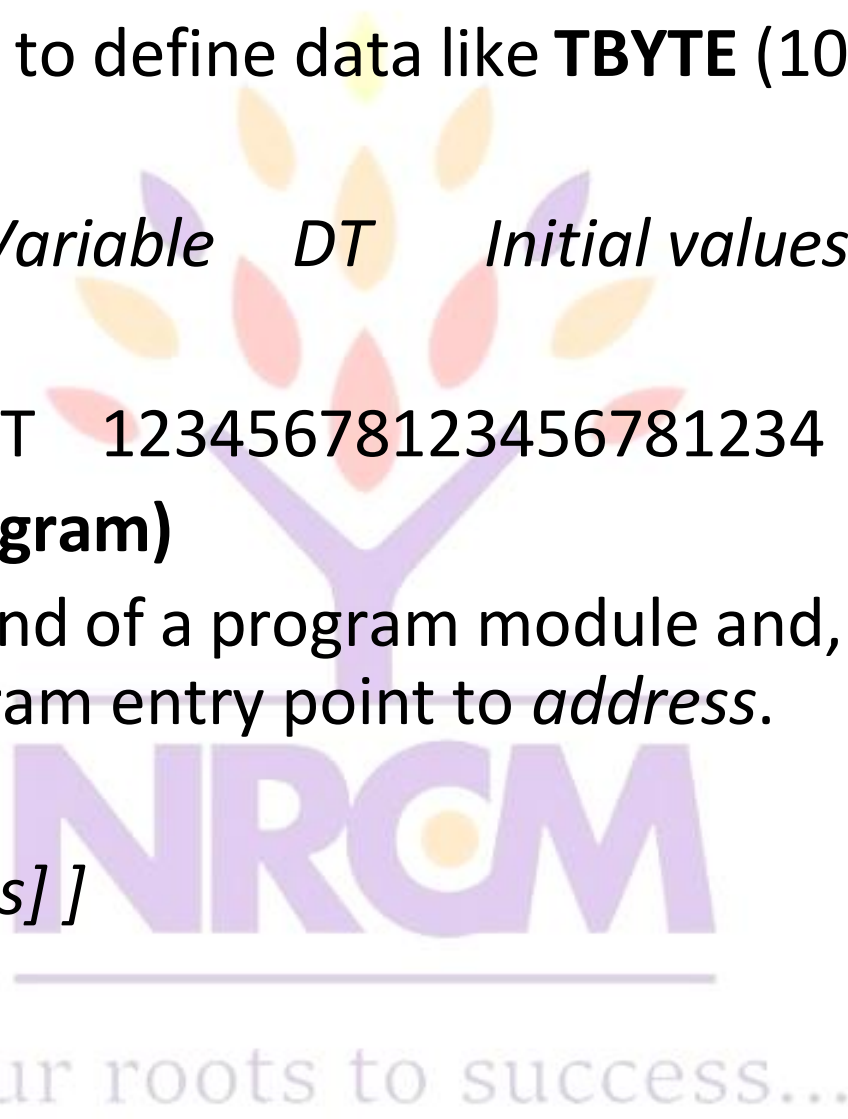 to define data like TBYTE (10
Variable DT Initial values
T 12345678123456781234
gram)
nd of a program module and,
ram entry point to address.
s] ]
NRCM
ur roots to success...